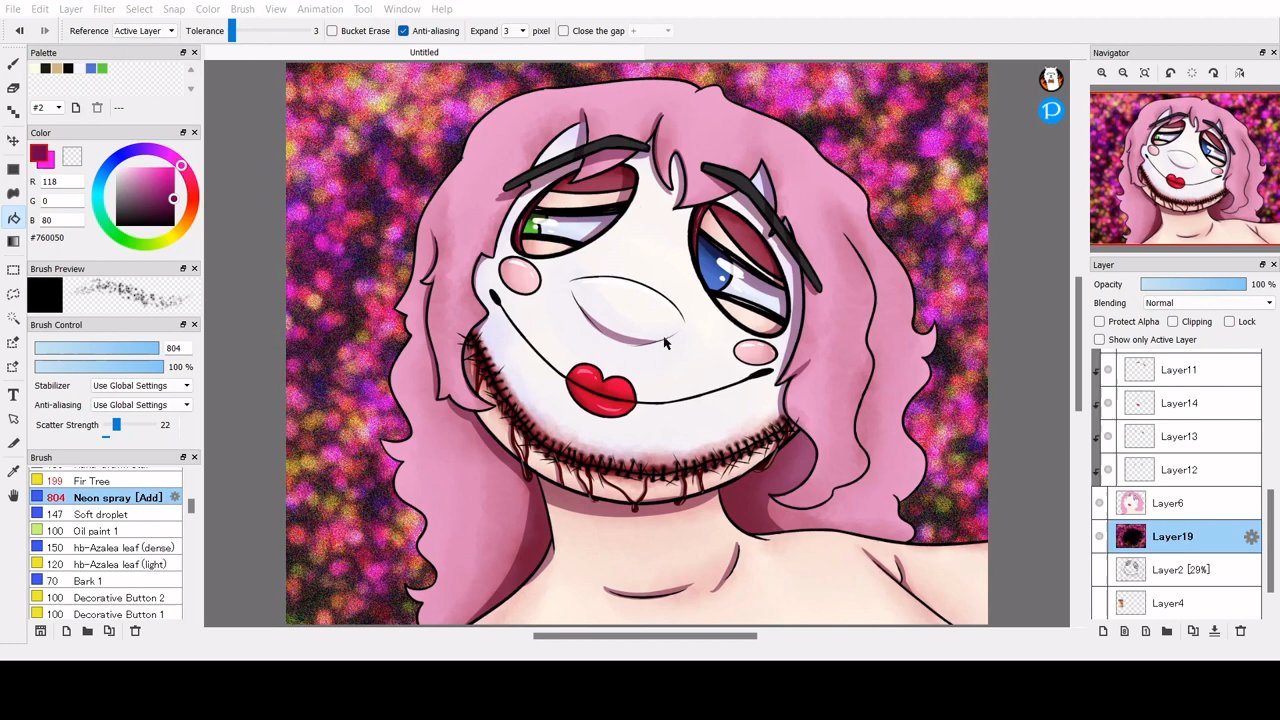 File Edit Layer Filter Select Snap Color Brush View Animation Tool Cloud Window Help
Reference Active Layer Tolerance 3 Bucket Erase Anti-aliasing Expand 3 pixel Close the gap +
Untitled
Palette
#2 ---
Color
R 118
G 0
B 80
#760050
Brush Preview
Brush Control
804
100 %
Stabilizer Use Global Settings
Anti-aliasing Use Global Settings
Scatter Strength 22
Brush
199 Fir Tree
804 Neon spray [Add]
147 Soft droplet
100 Oil paint 1
150 hb-Azalea leaf(dense)
120 hb-Azalea leaf(light)
70 Bark 1
100 Decorative Button 2
100 Decorative Button 1
P
Navigator
Layer
Opacity 100 %
Blending Normal
Protect Alpha Clipping Lock
Show only Active Layer
Layer11
Layer14
Layer13
Layer12
Layer6
Layer19
Layer2 [29%]
Layer4